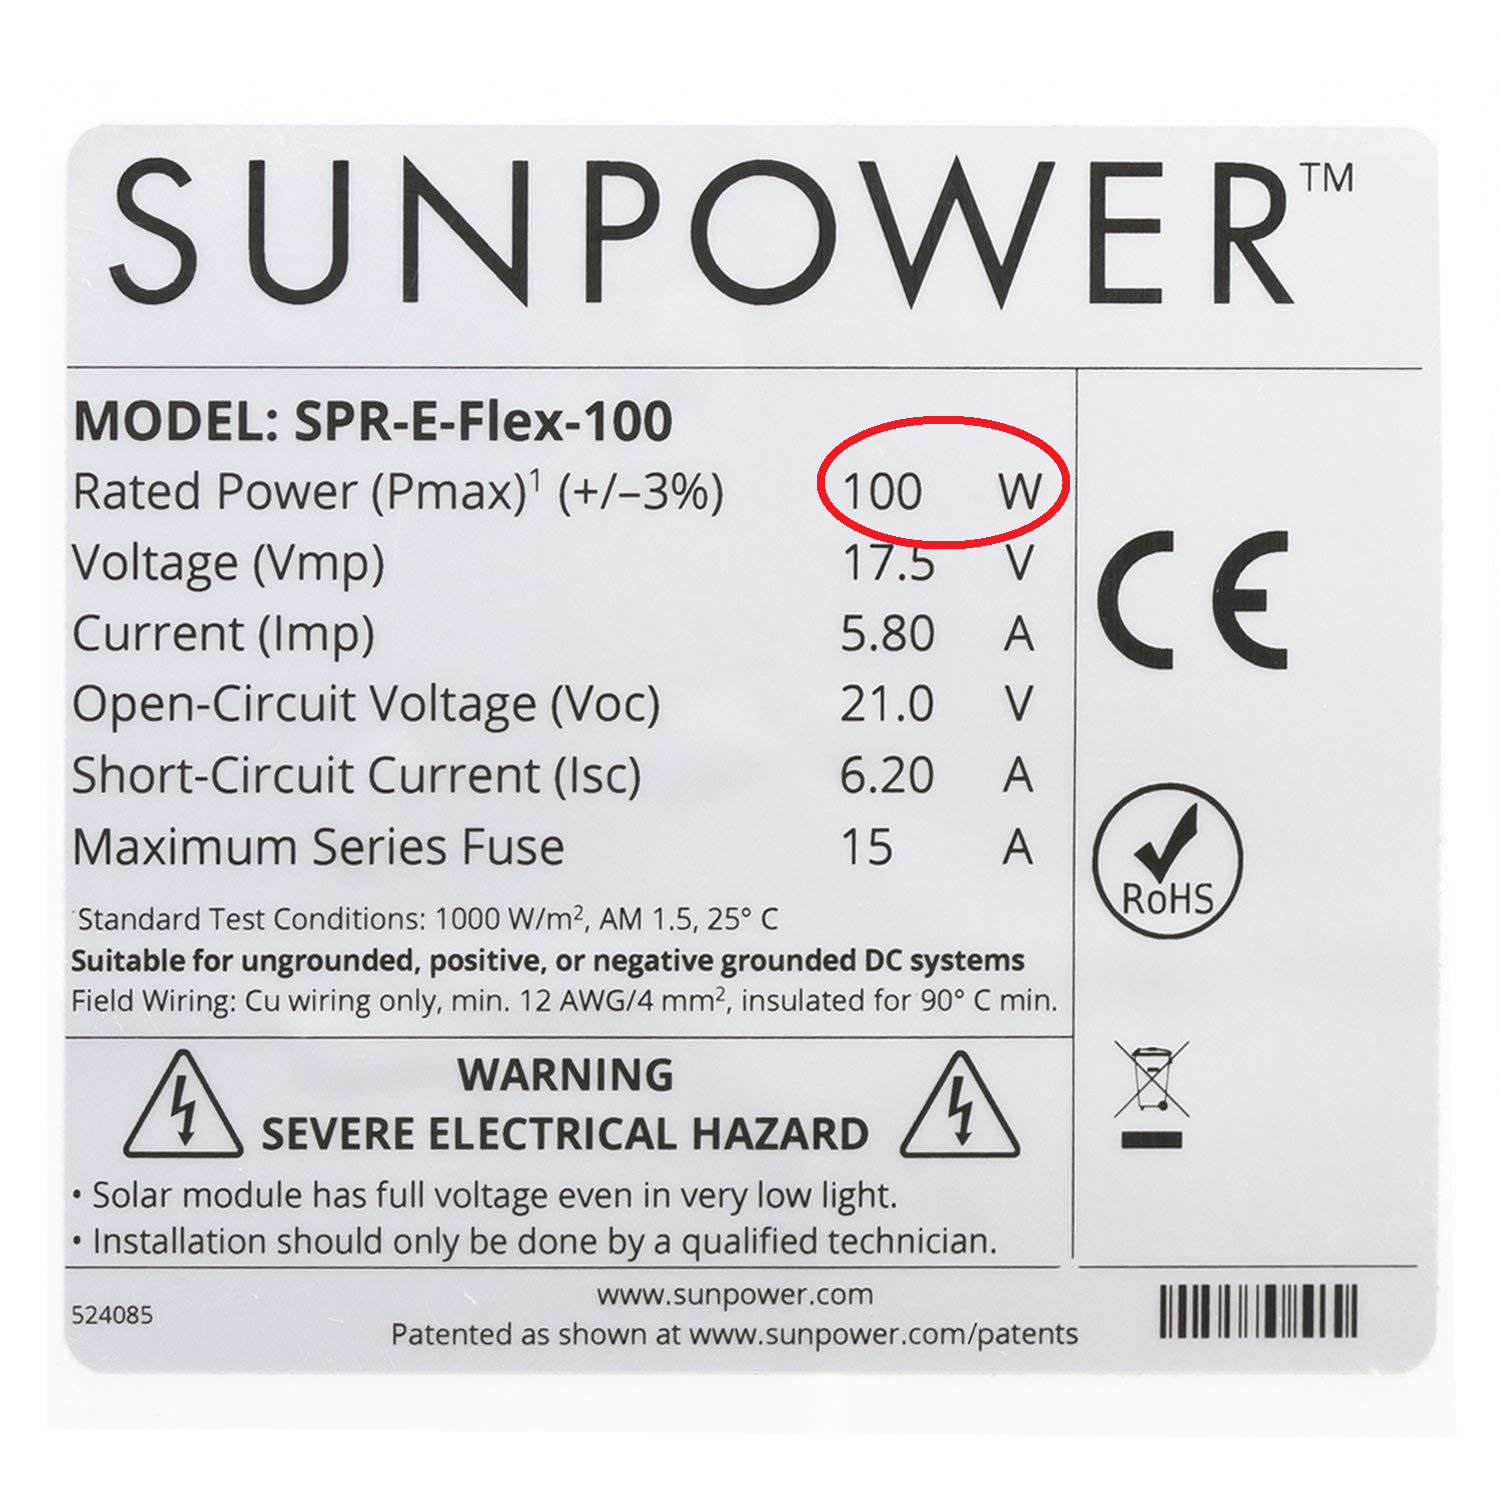 SUNPOWER™
MODEL: SPR-E-Flex-100
Rated Power (Pmax)¹ (+/–3%) 100 W
Voltage (Vmp) 17.5 V
Current (Imp) 5.80 A
Open-Circuit Voltage (Voc) 21.0 V
Short-Circuit Current (Isc) 6.20 A
Maximum Series Fuse 15 A
Standard Test Conditions: 1000 W/m², AM 1.5, 25° C
Suitable for ungrounded, positive, or negative grounded DC systems
Field Wiring: Cu wiring only, min. 12 AWG/4 mm², insulated for 90° C min.
CE
RoHS
WARNING
SEVERE ELECTRICAL HAZARD
• Solar module has full voltage even in very low light.
• Installation should only be done by a qualified technician.
524085
www.sunpower.com
Patented as shown at www.sunpower.com/patents